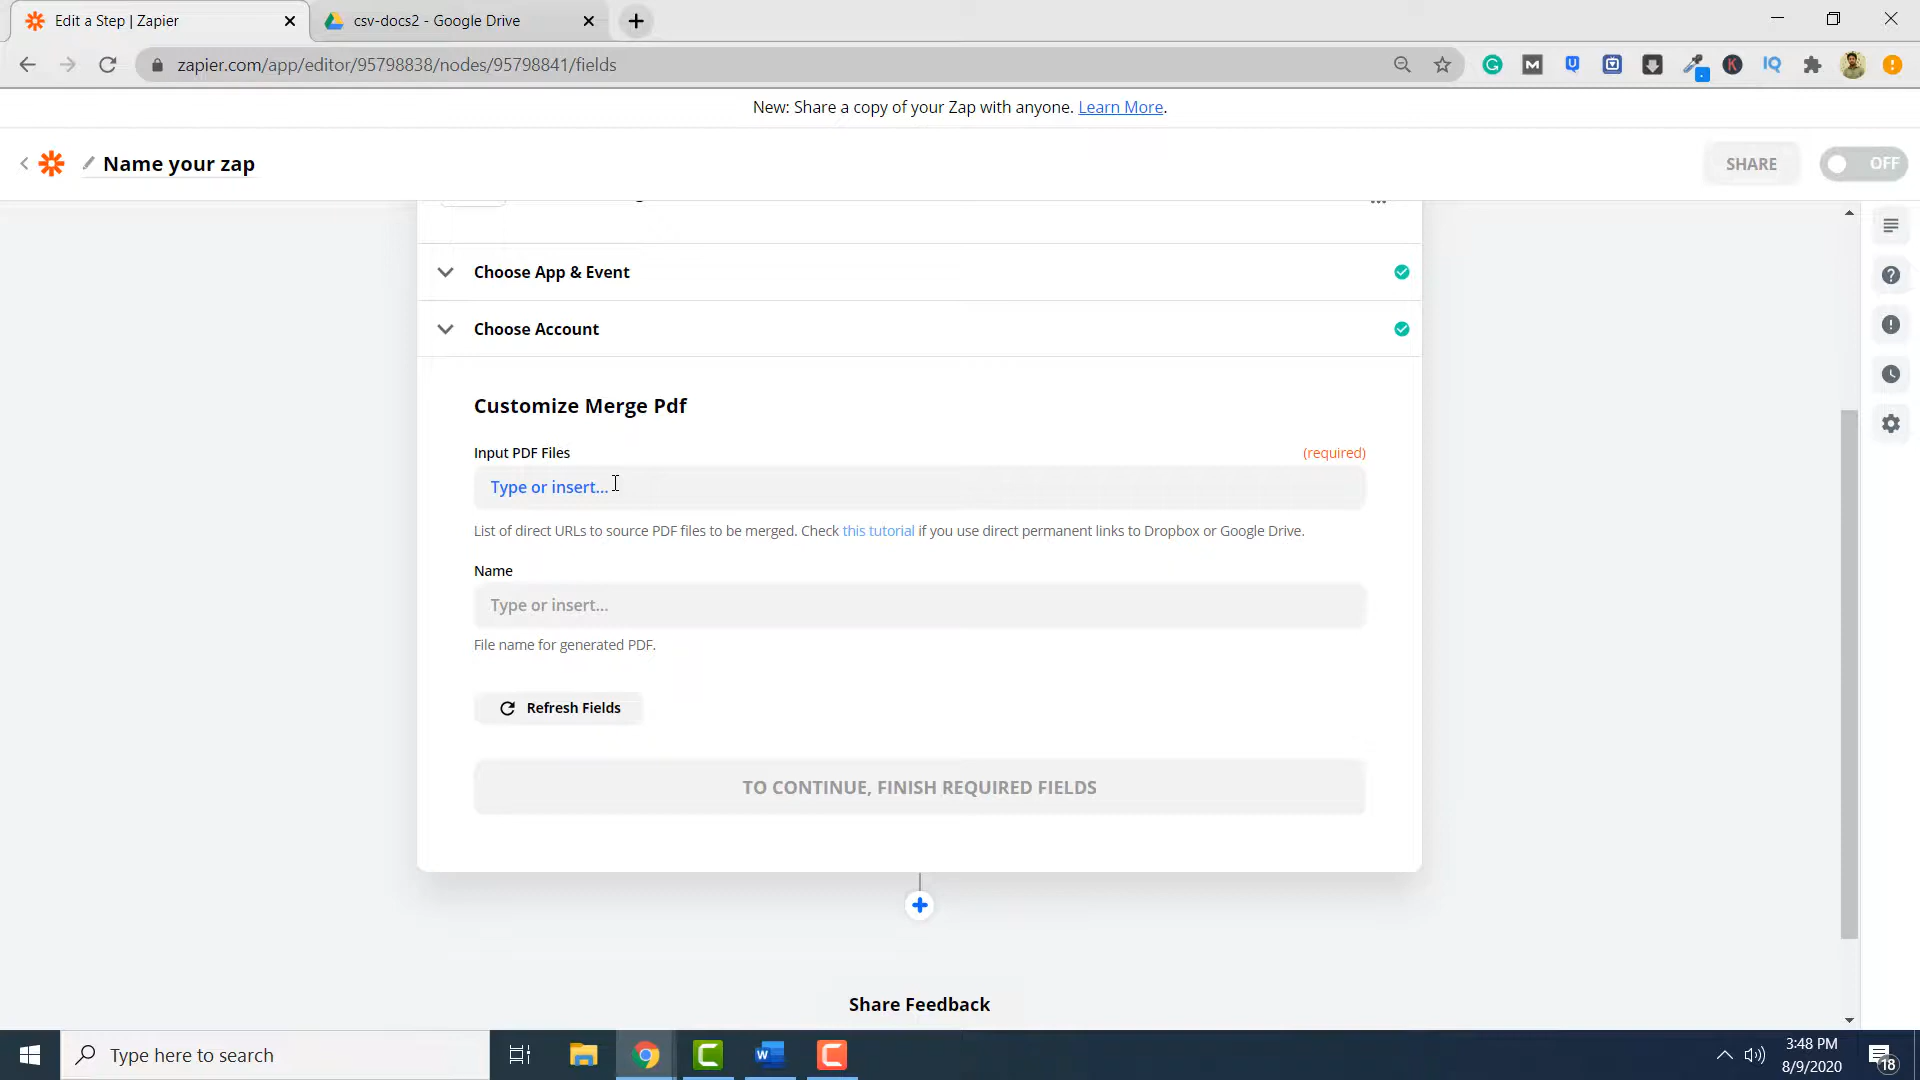 Edit a Step | Zapier
csv-docs2 - Google Drive
zapier.com/app/editor/95798838/nodes/95798841/fields
New: Share a copy of your Zap with anyone. Learn More.
Name your zap
SHARE
OFF
Choose App & Event
Choose Account
Customize Merge Pdf
Input PDF Files
(required)
Type or insert...
List of direct URLs to source PDF files to be merged. Check this tutorial if you use direct permanent links to Dropbox or Google Drive.
Name
Type or insert...
File name for generated PDF.
Refresh Fields
TO CONTINUE, FINISH REQUIRED FIELDS
Share Feedback
Type here to search
3:48 PM
8/9/2020
18